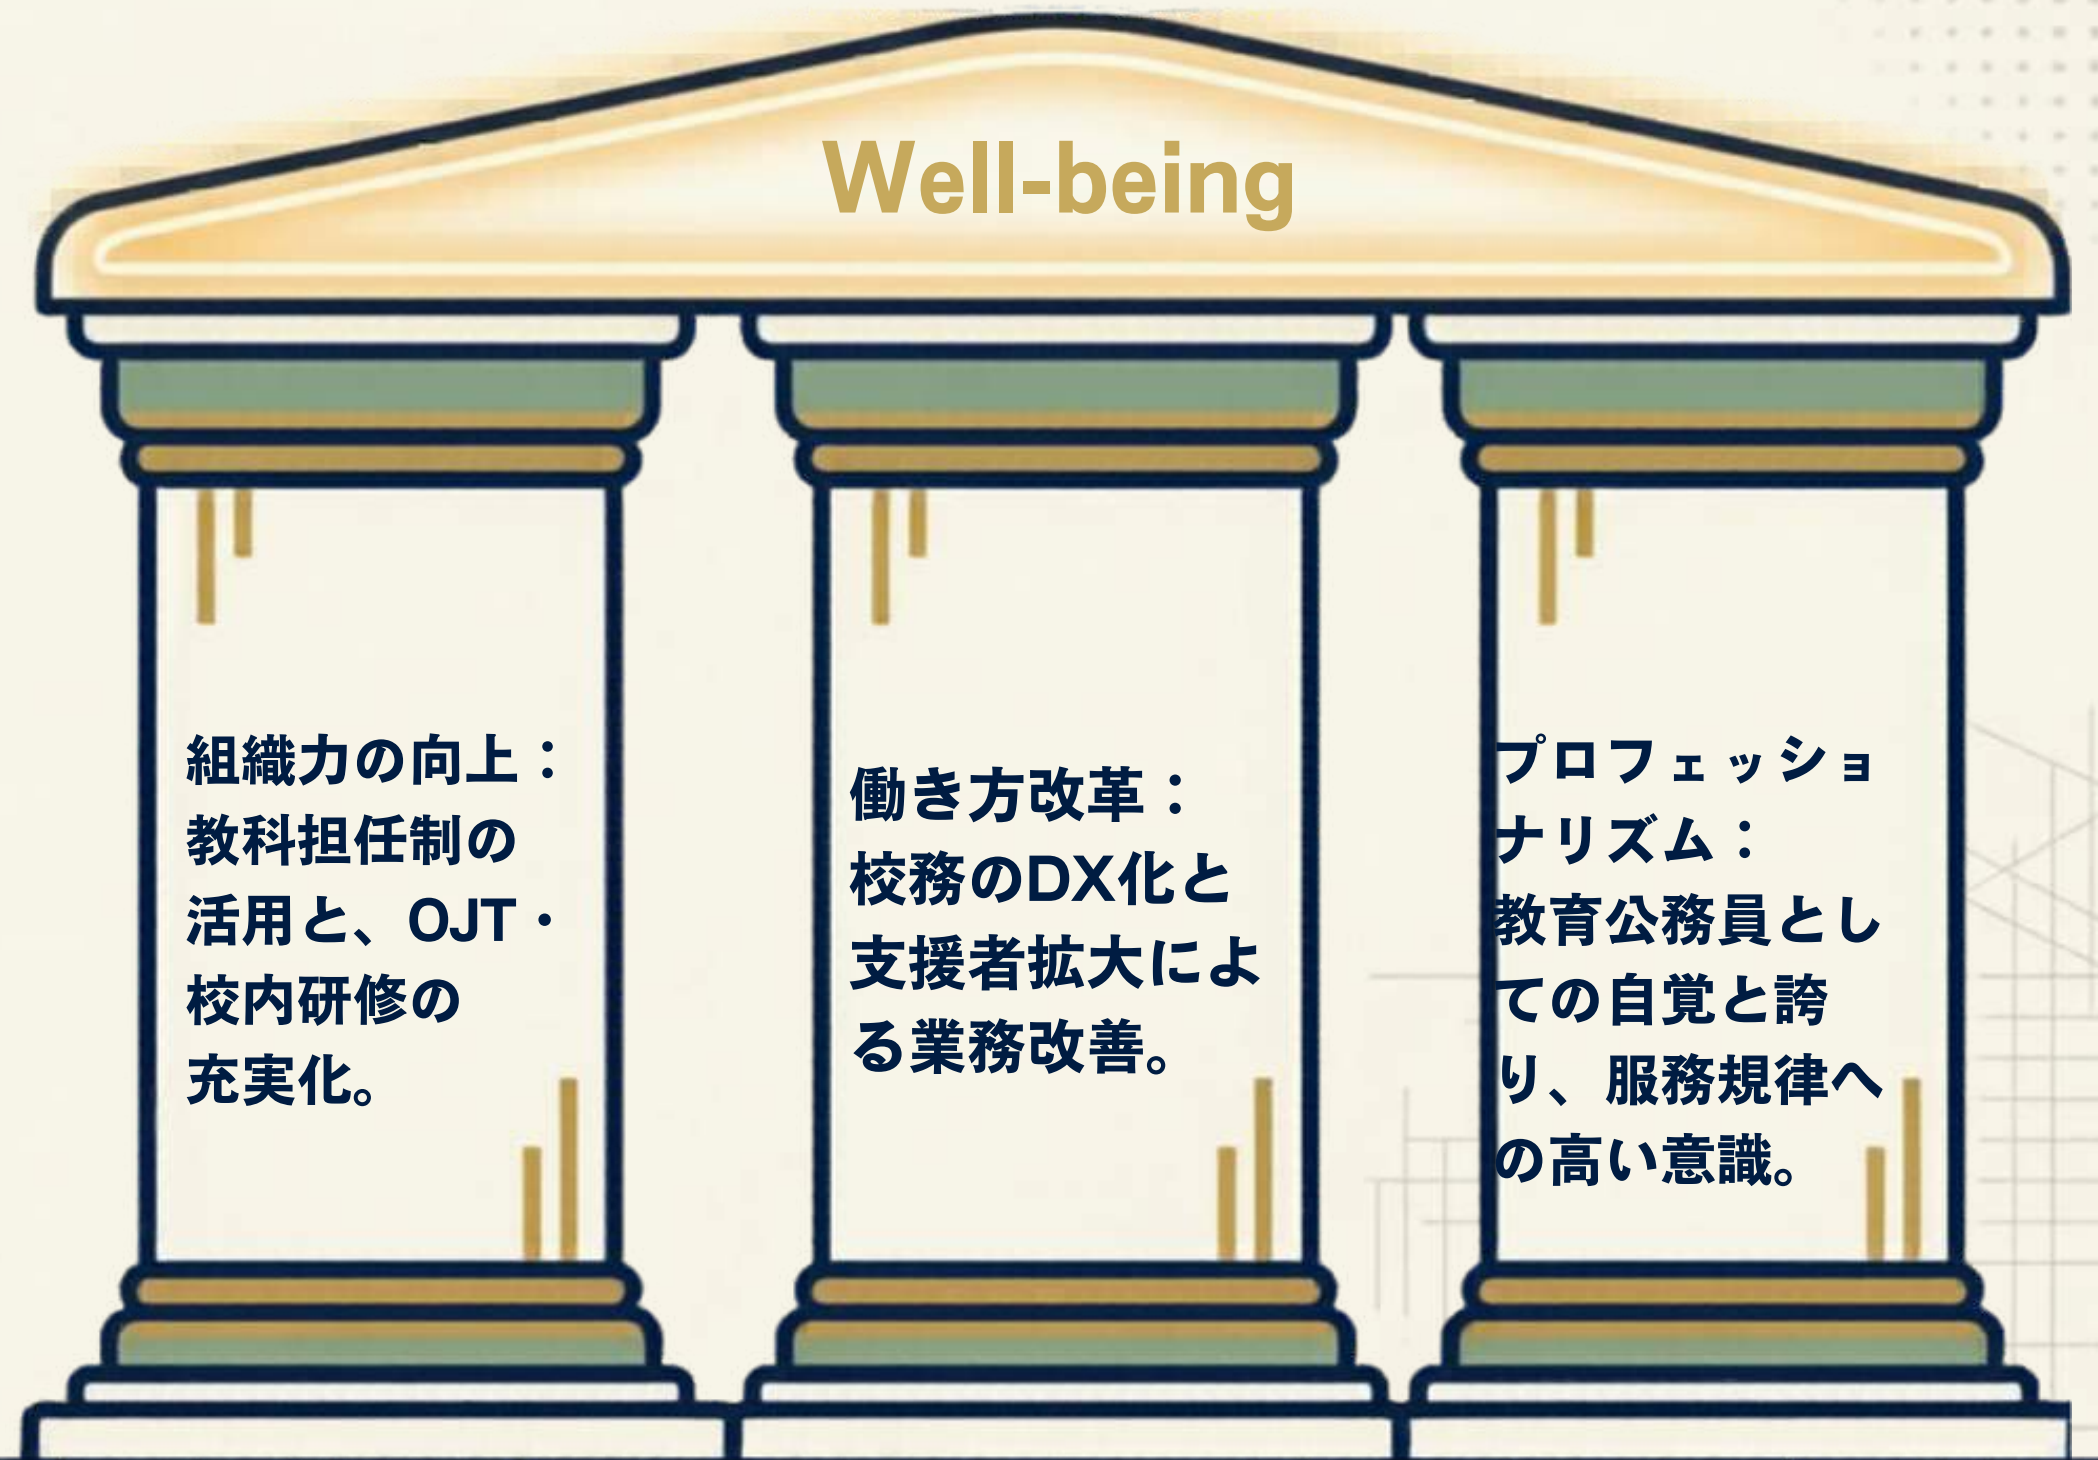 Well-being
組織力の向上：
教科担任制の
活用と、OJT・
校内研修の
充実化。
働き方改革：
校務のDX化と
支援者拡大によ
る業務改善。
プロフェッショ
ナリズム：
教育公務員とし
ての自覚と誇
り、服務規律へ
の高い意識。